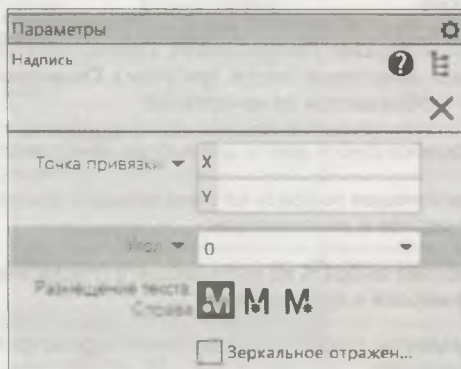 Параметры
Надпись
Точка привязки X
Y
Угол 0
Размещение текста
Справа
Зеркальное отражен...